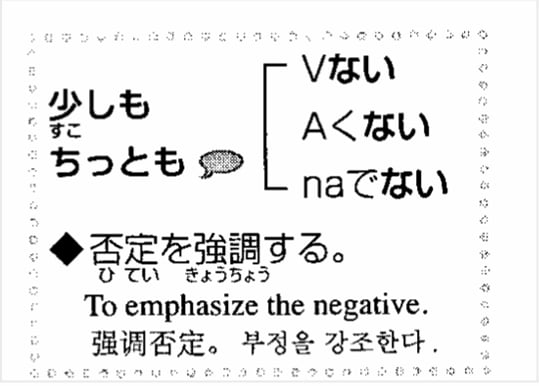 少しも
すこ
ちっとも
Vない
Aくない
naでない
◆否定を強調する。
ひ てい きょうちょう
To emphasize the negative.
强调否定。 부정을 강조한다.